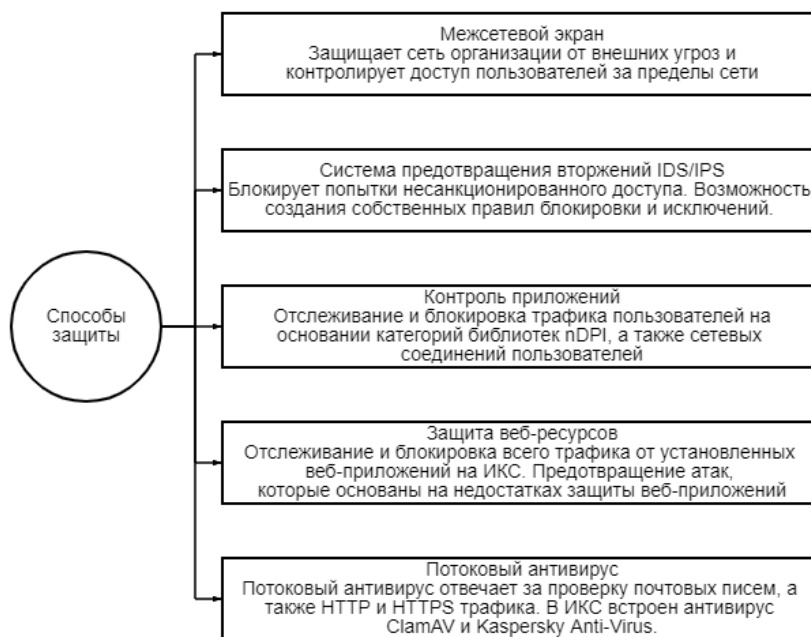 Межсетевой экран
Защищает сеть организации от внешних угроз и
контролирует доступ пользователей за пределы сети
Система предотвращения вторжений IDS/IPS
Блокирует попытки несанкционированного доступа. Возможность
создания собственных правил блокировки и исключений.
Способы
защиты
Контроль приложений
Отслеживание и блокировка трафика пользователей на
основании категорий библиотек nDPI, а также сетевых
соединений пользователей
Защита веб-ресурсов
Отслеживание и блокировка всего трафика от установленных
веб-приложений на ИКС. Предотвращение атак,
которые основаны на недостатках защиты веб-приложений
Потоковый антивирус
Потоковый антивирус отвечает за проверку почтовых писем, а
также HTTP и HTTPS трафика. В ИКС встроен антивирус
ClamAV и Kaspersky Anti-Virus.